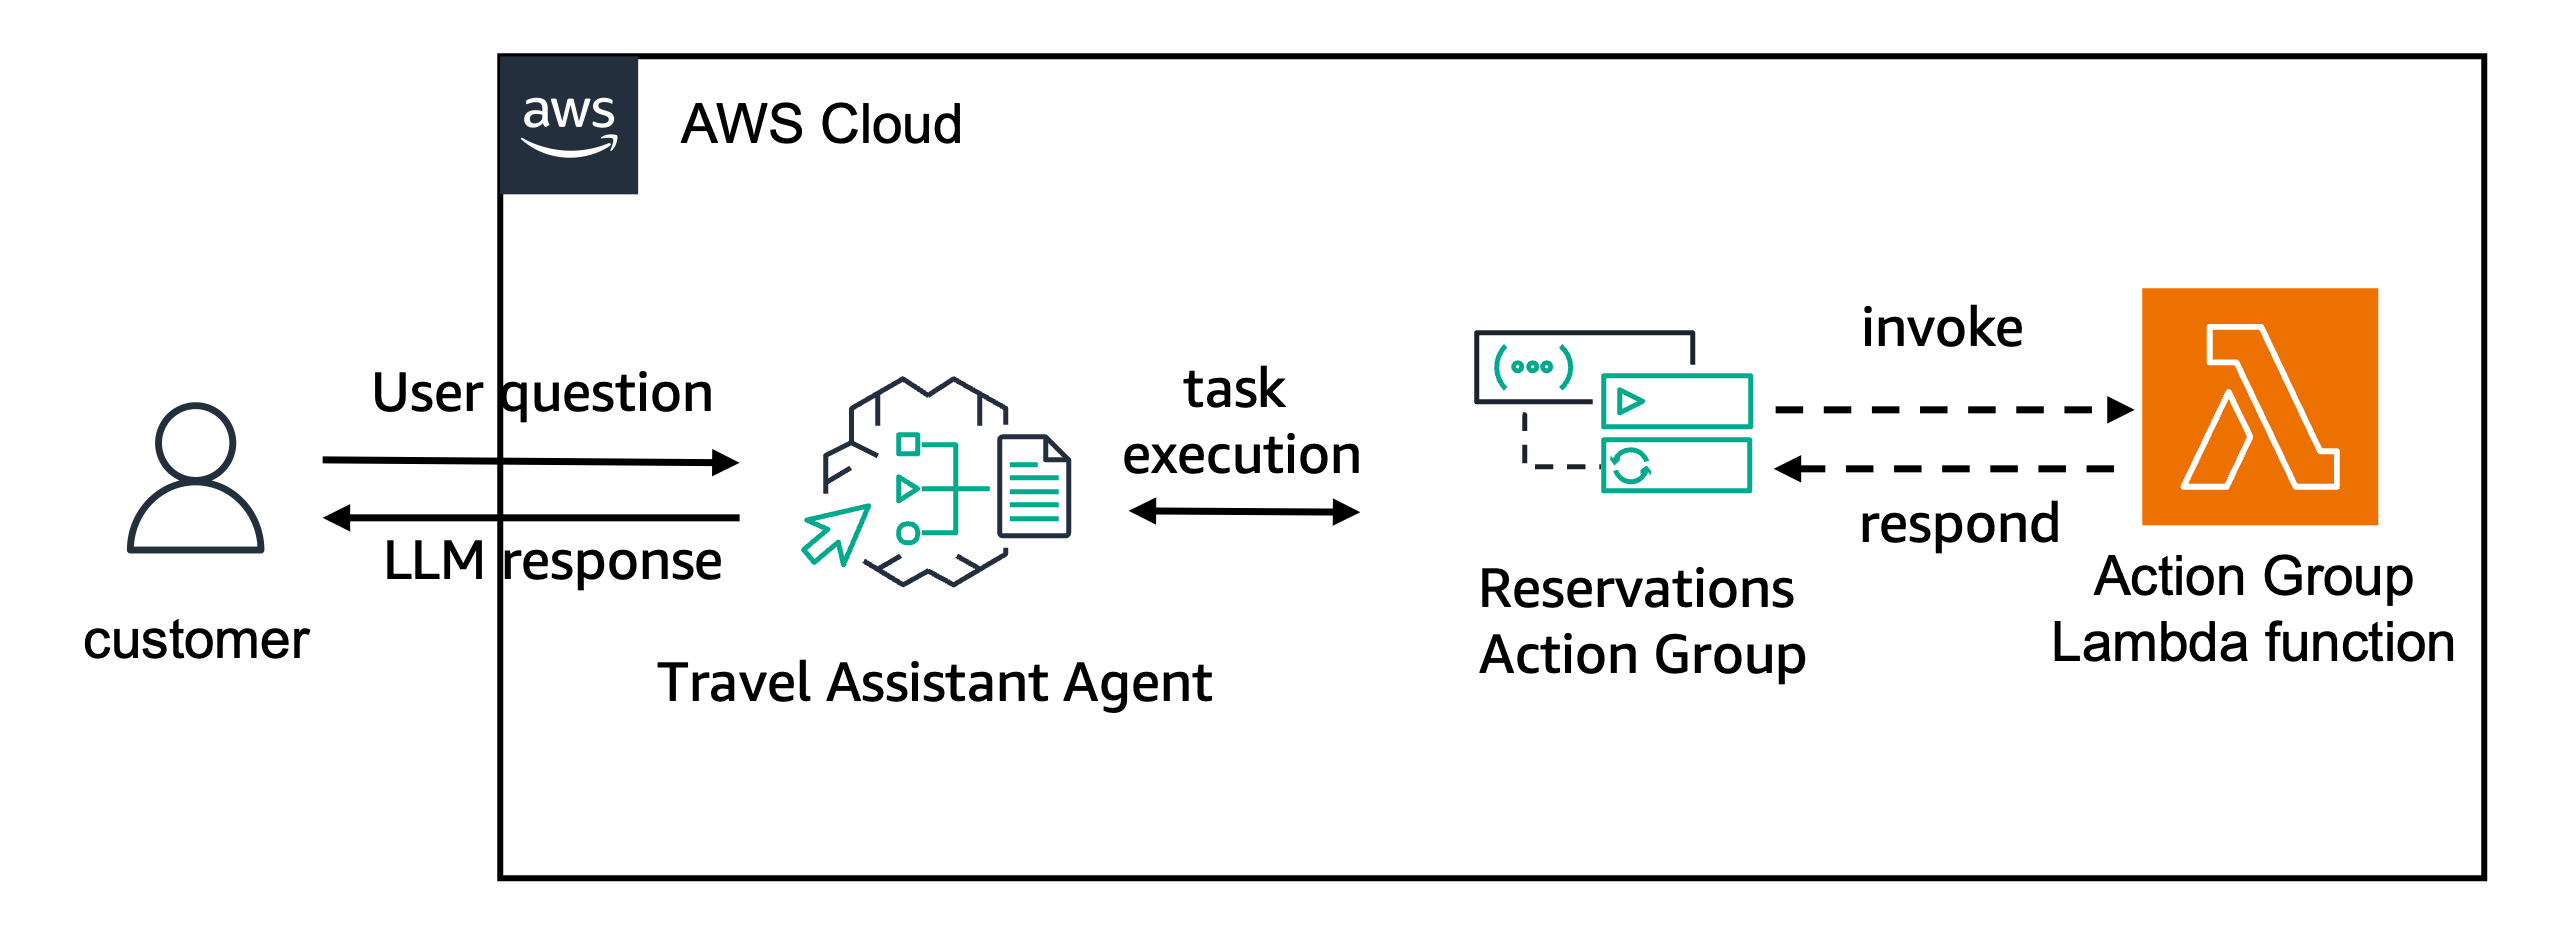 aws
AWS Cloud
User question
LLM response
customer
Travel Assistant Agent
task
execution
Reservations
Action Group
invoke
respond
Action Group
Lambda function